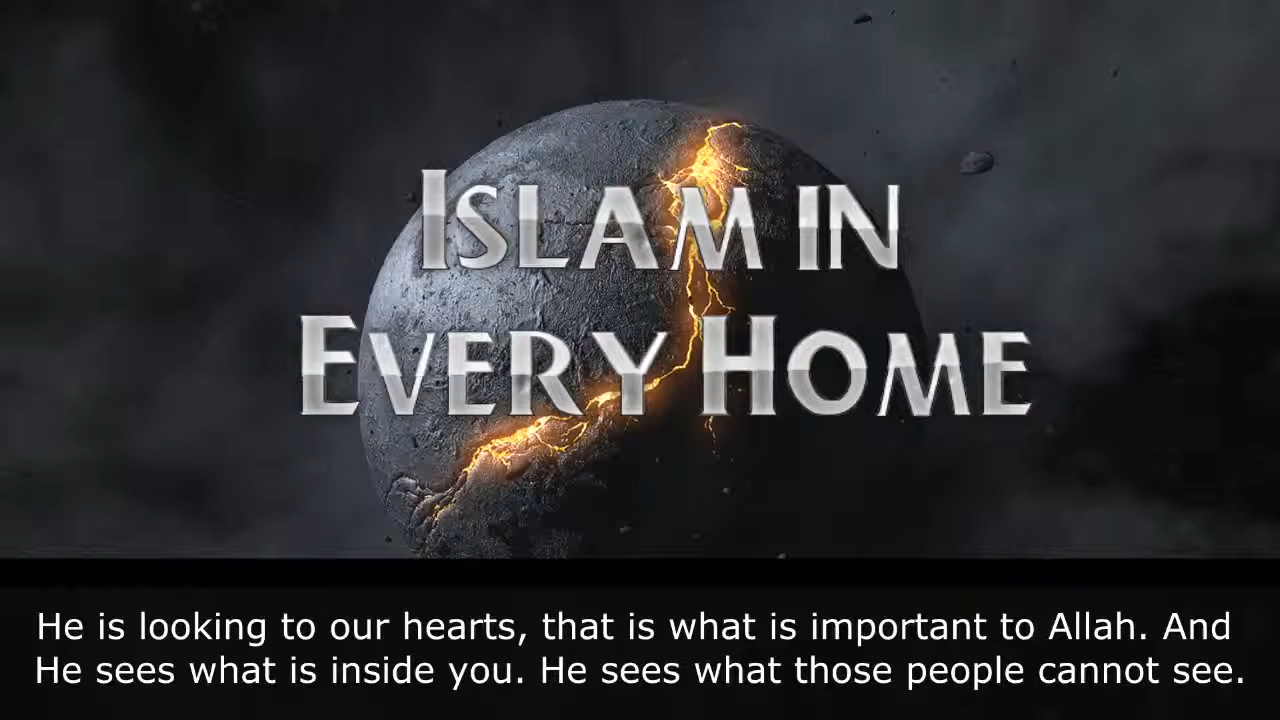 Islam in
Every Home
He is looking to our hearts, that is what is important to Allah. And
He sees what is inside you. He sees what those people cannot see.